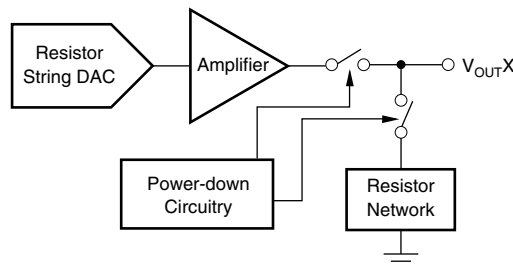 Resistor
String DAC
Amplifier
V_OUTX
Power-down
Circuitry
Resistor
Network